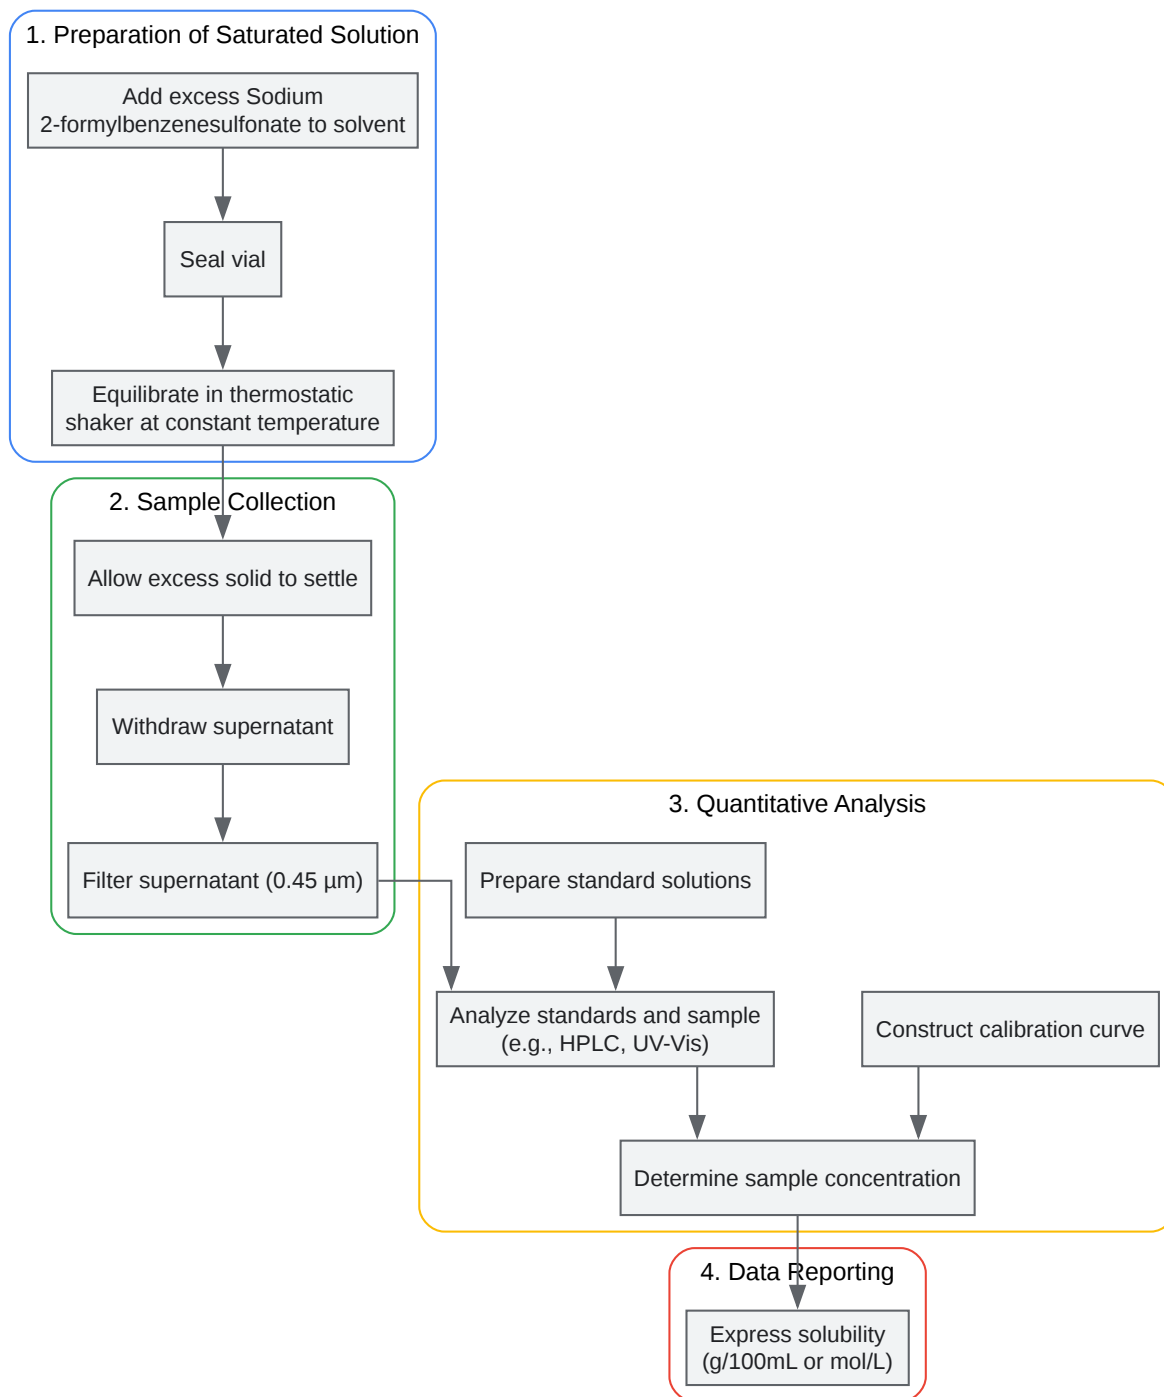 1. Preparation of Saturated Solution
Add excess Sodium
2-formylbenzenesulfonate to solvent
Seal vial
Equilibrate in thermostatic
shaker at constant temperature
2. Sample Collection
Allow excess solid to settle
Withdraw supernatant
Filter supernatant (0.45 µm)
3. Quantitative Analysis
Prepare standard solutions
Analyze standards and sample
(e.g., HPLC, UV-Vis)
Construct calibration curve
Determine sample concentration
4. Data Reporting
Express solubility
(g/100mL or mol/L)